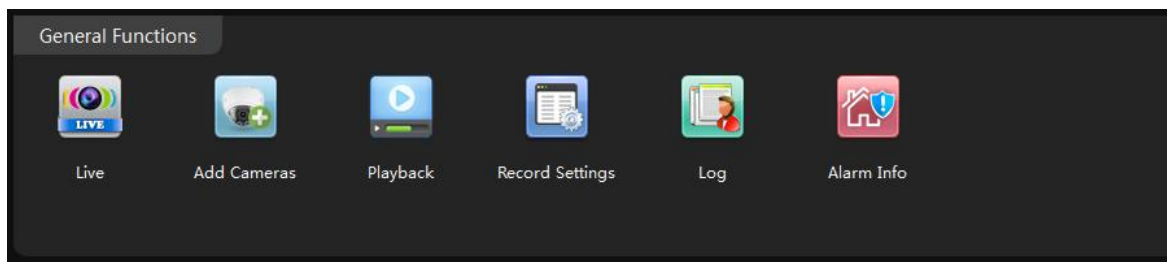 General Functions
LIVE
Live
Add Cameras
Playback
Record Settings
Log
Alarm Info